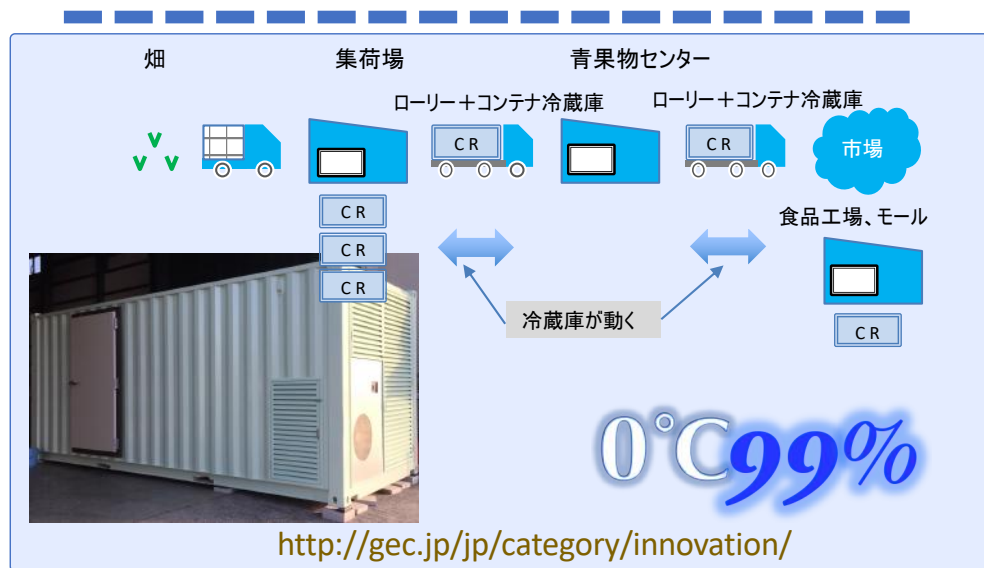 畑
集荷場
青果物センター
ローリー＋コンテナ冷蔵庫
ローリー＋コンテナ冷蔵庫
CR
CR
市場
CR
CR
CR
食品工場、モール
冷蔵庫が動く
CR
0℃99%
http://gec.jp/jp/category/innovation/